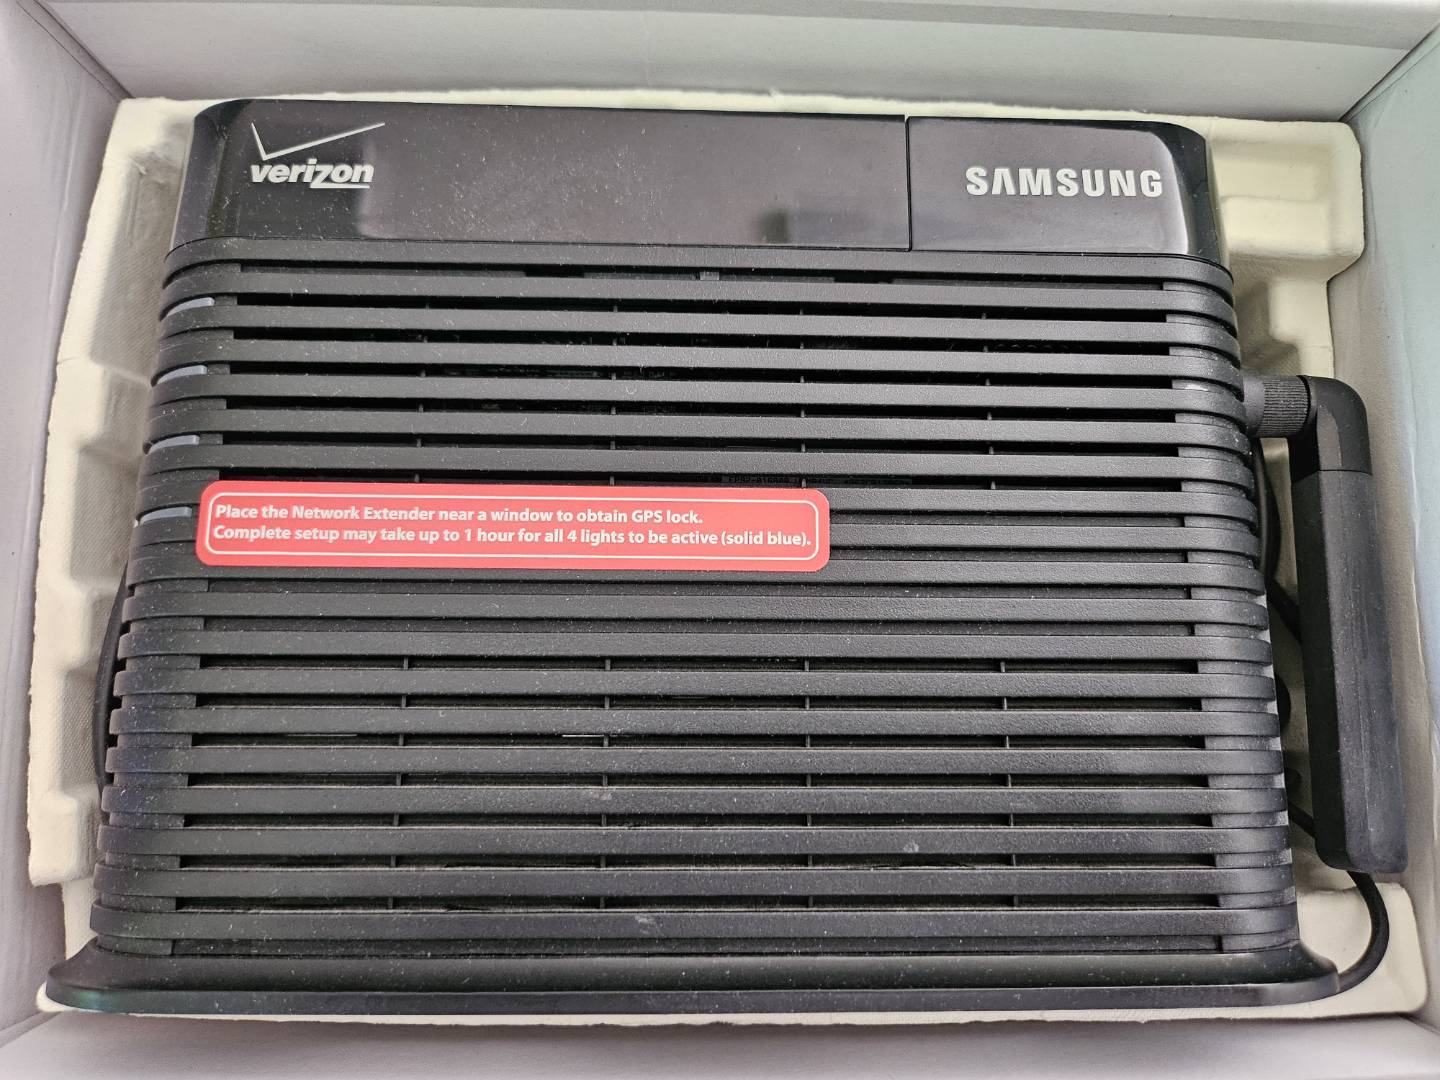 verizon
SAMSUNG
Place the Network Extender near a window to obtain GPS lock.
Complete setup may take up to 1 hour for all 4 lights to be active (solid blue).